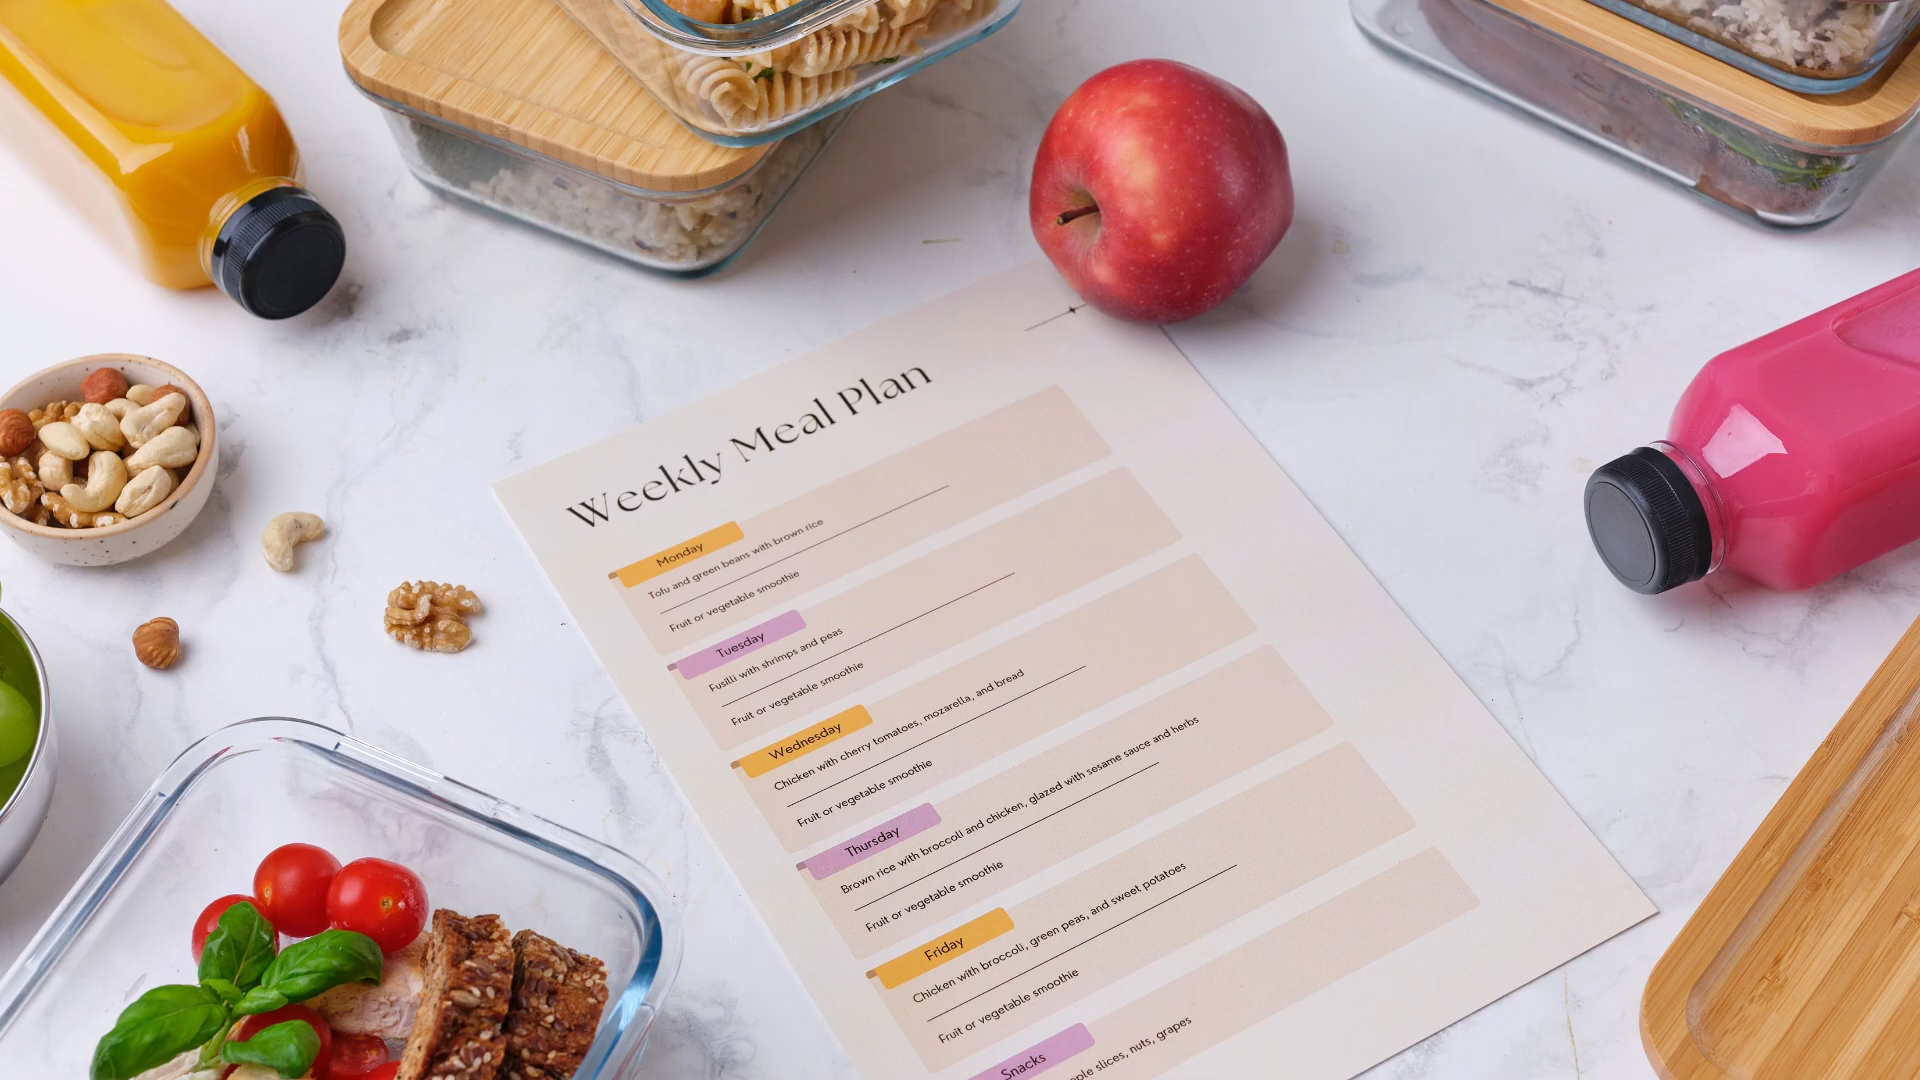 Weekly Meal Plan
Monday
Tofu and green beans with brown rice
Fruit or vegetable smoothie
Tuesday
Fusilli with shrimps and peas
Fruit or vegetable smoothie
Wednesday
Chicken with cherry tomatoes, mozarella, and bread
Fruit or vegetable smoothie
Thursday
Brown rice with broccoli and chicken, glazed with sesame sauce and herbs
Fruit or vegetable smoothie
Friday
Chicken with broccoli, green peas, and sweet potatoes
Fruit or vegetable smoothie
Snacks
slices, nuts, grapes